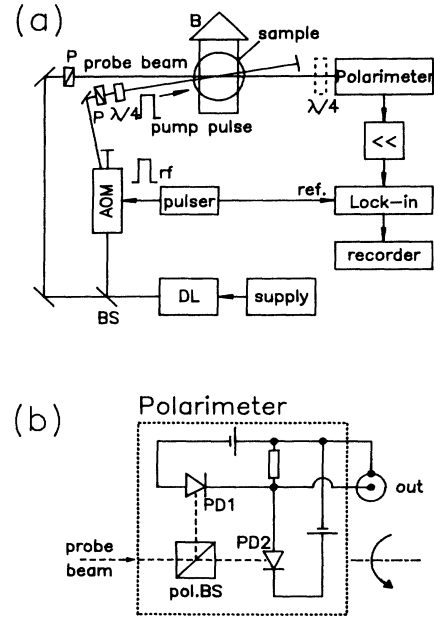 (a)
B
sample
P
probe beam
P
λ/4
pump pulse
λ/4
Polarimeter
<<
rf
AOM
pulser
ref.
Lock-in
recorder
BS
DL
supply
(b)
Polarimeter
PD1
out
probe
beam
PD2
pol.BS